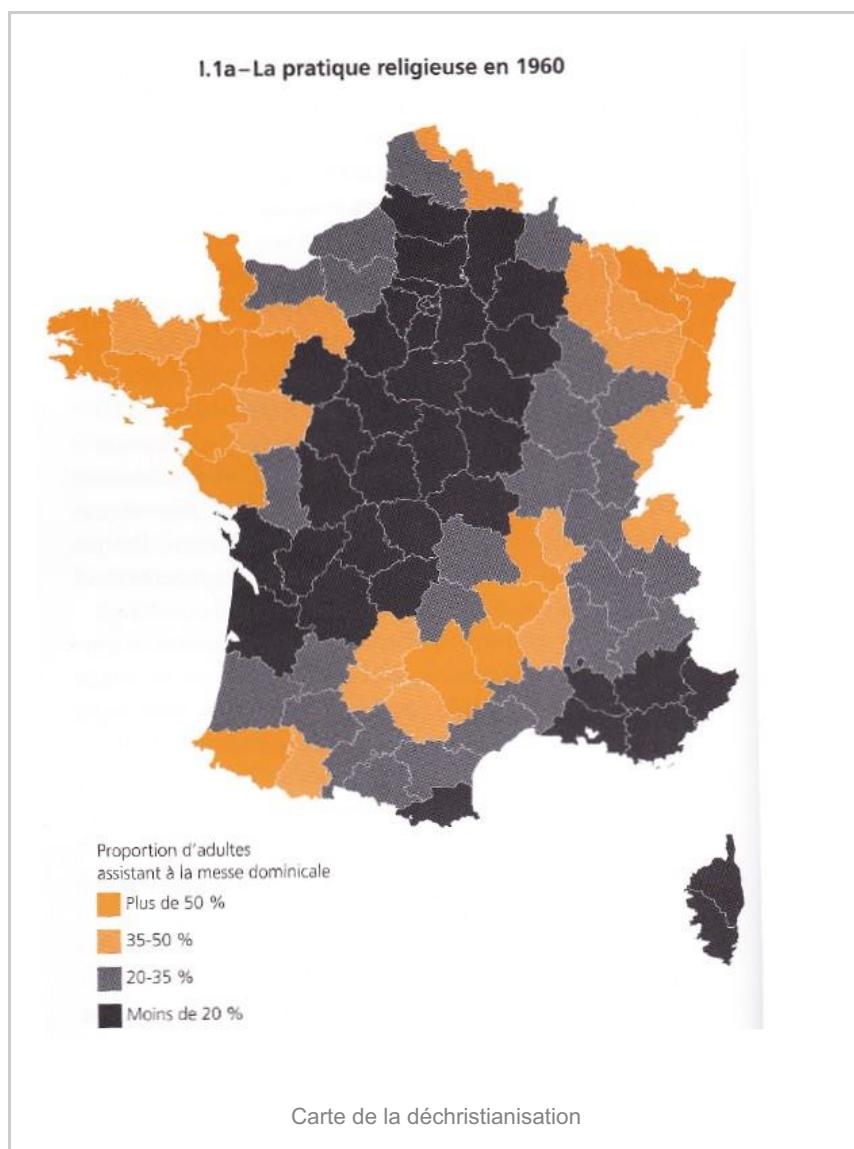 I.1a–La pratique religieuse en 1960
Proportion d'adultes
assistant à la messe dominicale
Plus de 50 %
35-50 %
20-35 %
Moins de 20 %
Carte de la déchristianisation